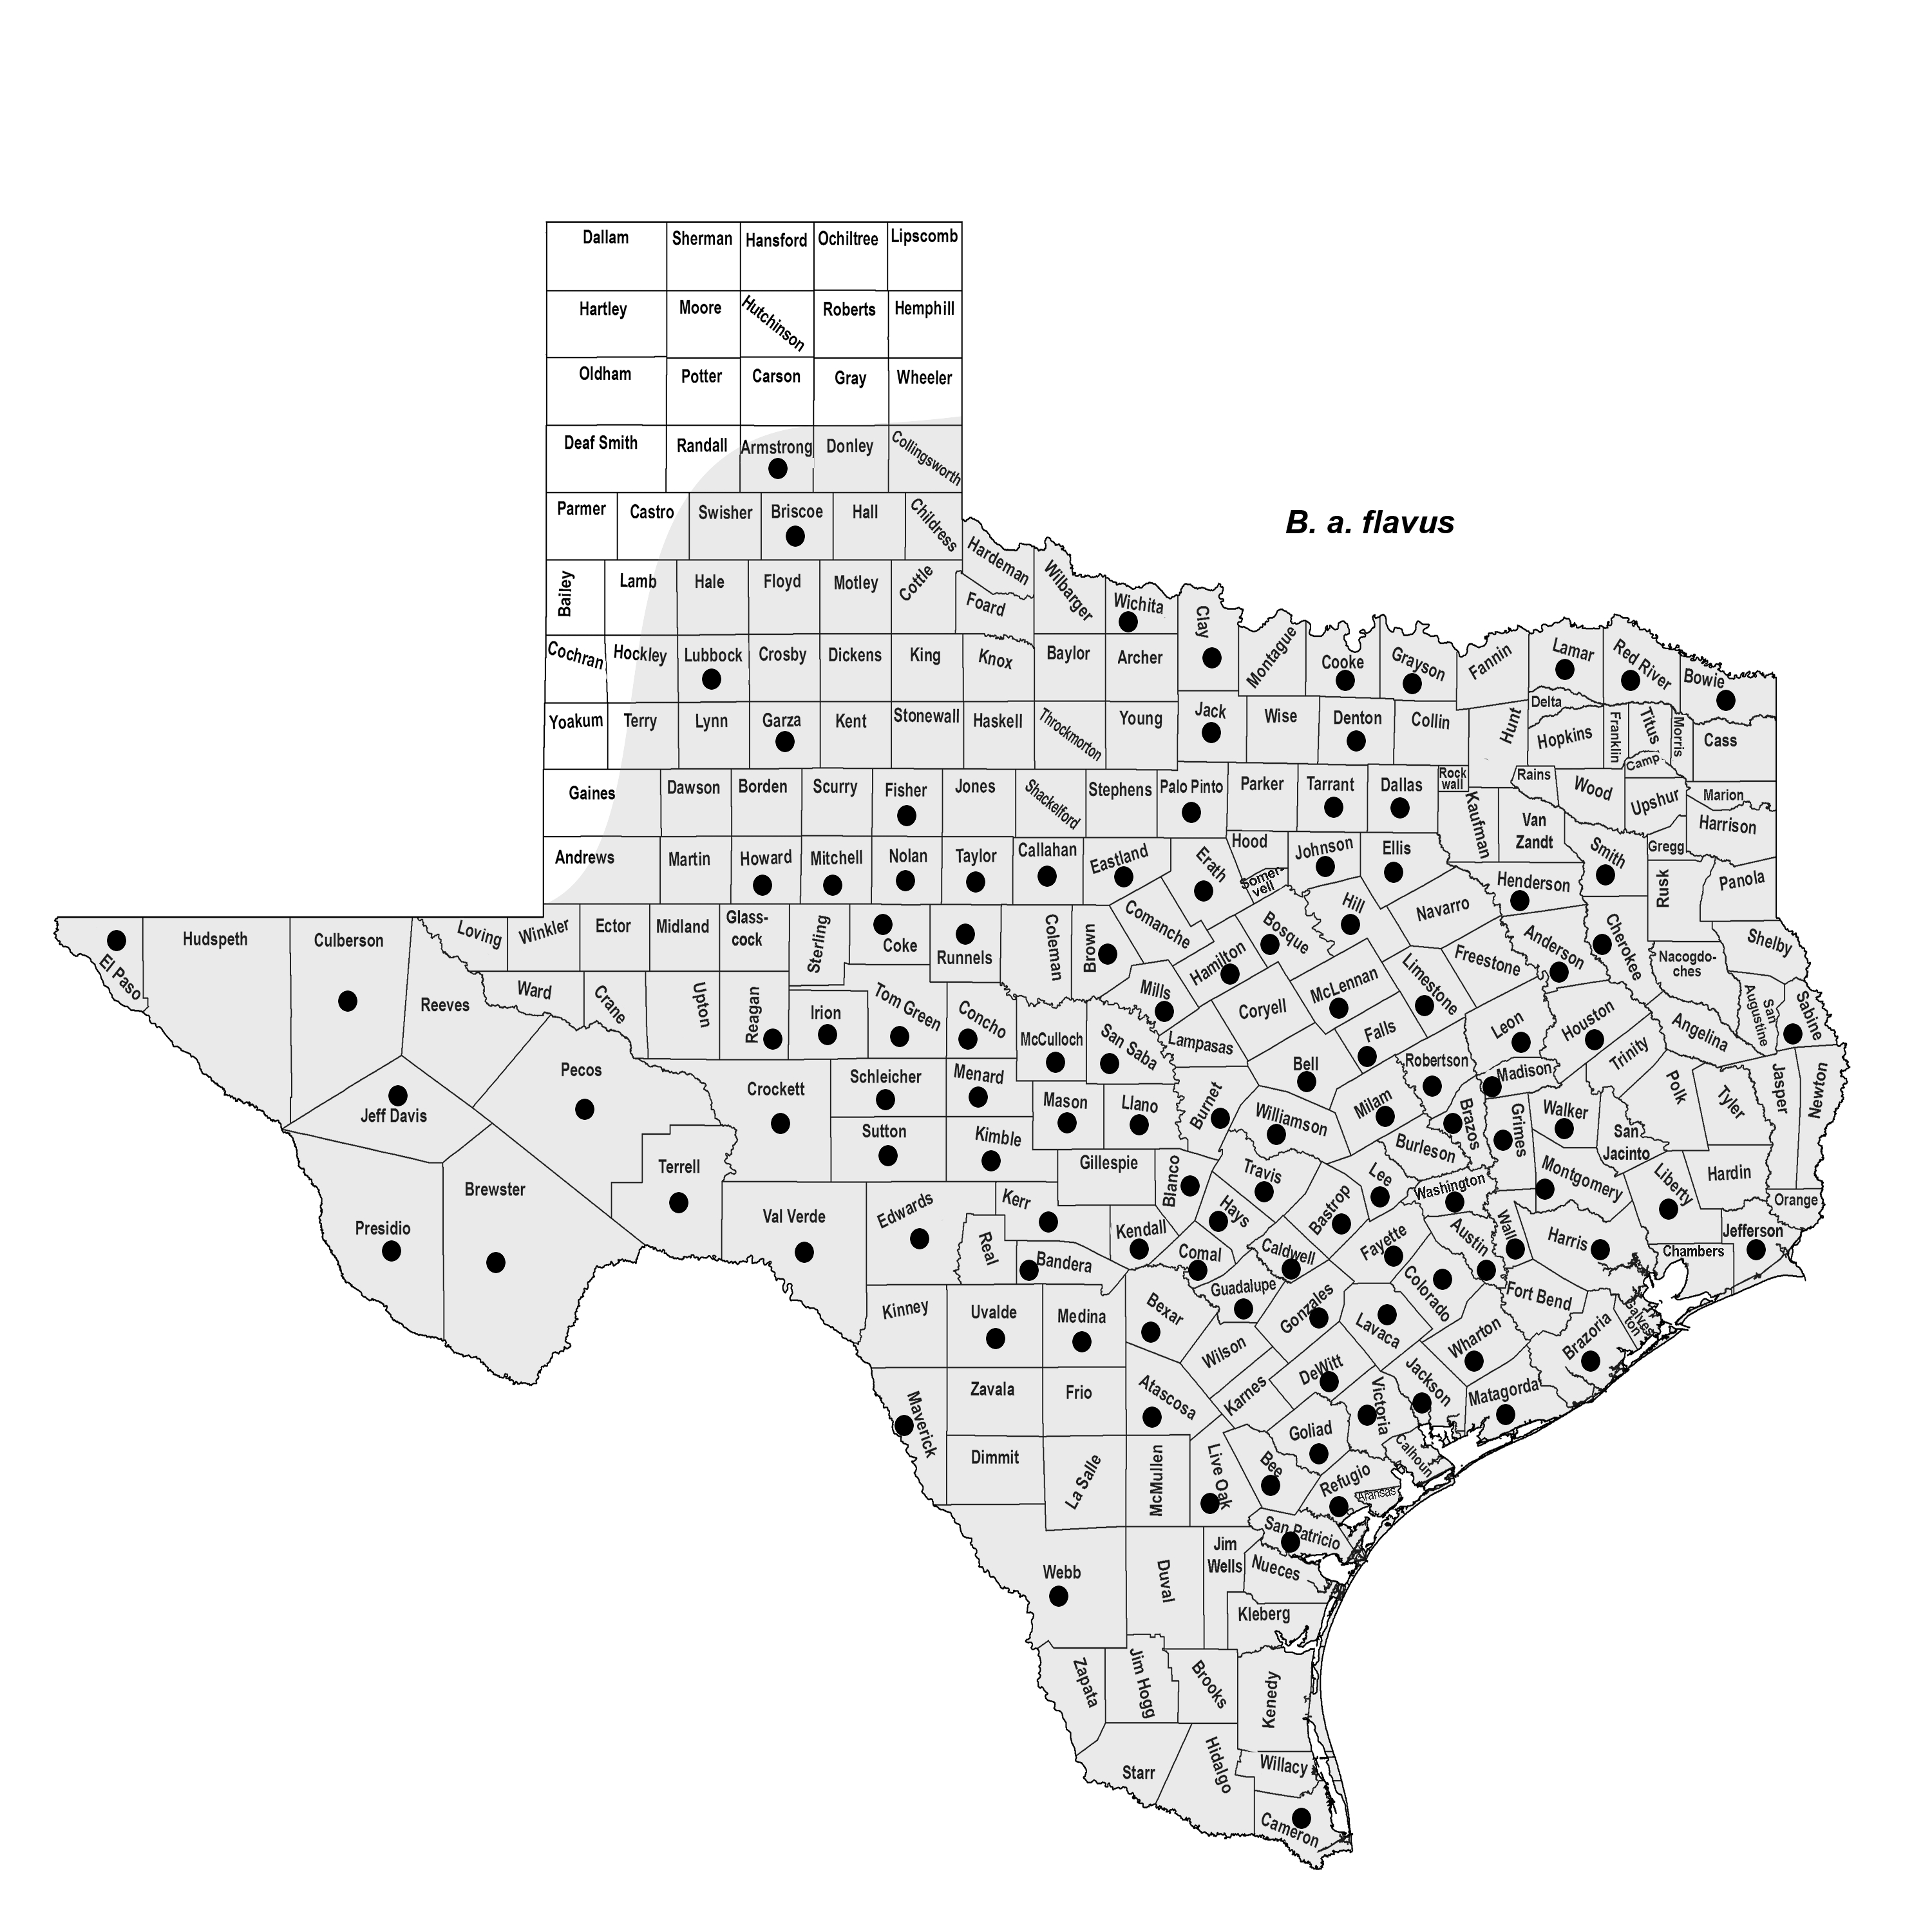 Dallam Sherman Hansford Ochiltree Lipscomb
Hartley Moore Hutchinson Roberts Hemphill
Oldham Potter Carson Gray Wheeler
Deaf Smith Randall Armstrong Donley Collingsworth
Parmer Castro Swisher Briscoe Hall Childress
B. a. flavus
Hardeman Wilbarger
Bailey Lamb Hale Floyd Motley Cottle Foard Wichita Clay
Cochran Hockley Lubbock Crosby Dickens King Knox Baylor Archer Montague Cooke Grayson Fannin Lamar Red River Bowie
Yoakum Terry Lynn Garza Kent Stonewall Haskell Throckmorton Young Jack Wise Denton Collin Hunt Delta Hopkins Franklin Titus Morris Cass
Camp
Gaines Dawson Borden Scurry Fisher Jones Shackelford Stephens Palo Pinto Parker Tarrant Dallas
Rock
wall
Kaufman Rains Wood Upshur Marion
Van
Zandt
Harrison
Andrews Martin Howard Mitchell Nolan Taylor Callahan Eastland Erath Hood Johnson Ellis Smith Gregg
Somer-
vell
Henderson Rusk Panola
El Paso Hudspeth Culberson Reeves Loving Winkler Ector Midland
Glass-
cock
Sterling Coke Runnels Coleman Brown Comanche Hamilton Bosque Hill Navarro Freestone Anderson Cherokee
Nacogdo-
ches
Shelby
Ward Crane Upton Reagan Irion Tom Green Concho McCulloch San Saba Mills Lampasas Coryell McLennan Limestone Falls Leon Houston Trinity Angelina
San
Augustine
Sabine
Jeff Davis Pecos Crockett Schleicher Menard Mason Llano Burnet Bell Milam Robertson Madison Brazos Grimes Walker Polk Tyler Jasper Newton
Sutton Kimble Gillespie Blanco Williamson Burleson
San
Jacinto
Presidio Brewster Terrell Val Verde Edwards Kerr Real Bandera Kendall Hays Travis Bastrop Lee Washington Montgomery Liberty Hardin Orange
Comal Caldwell Fayette Austin Harris Chambers Jefferson
Kinney Uvalde Medina Bexar Guadalupe Gonzales Lavaca Colorado Fort Bend
Galves
ton
Wilson Wharton Brazoria
Maverick Zavala Frio Atascosa Karnes DeWitt Victoria Jackson Matagorda
Dimmit La Salle McMullen Live Oak Bee Goliad Refugio Calhoun
Aransas
San Patricio
Webb Duval
Jim
Wells
Nueces
Kleberg
Zapata Jim Hogg Brooks Kenedy
Starr Hidalgo Willacy
Cameron